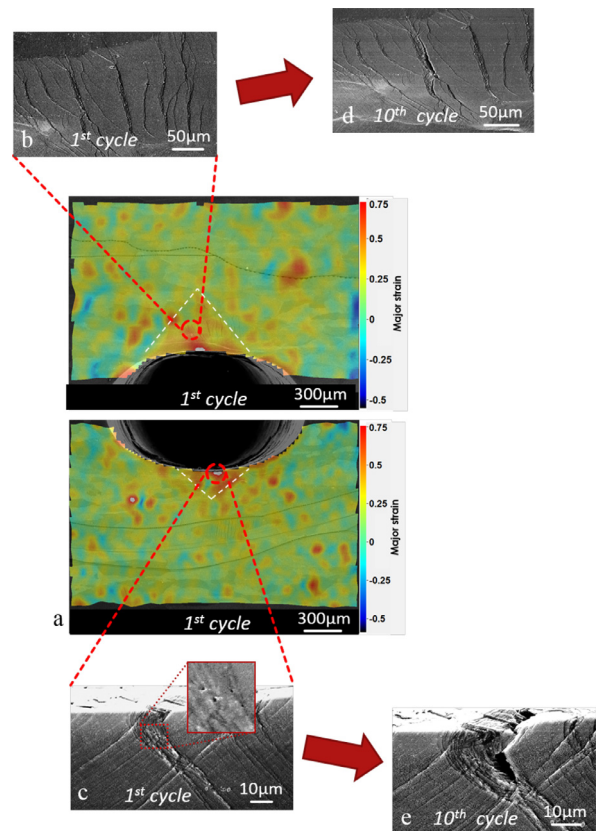 b
1st cycle
50μm
d
10th cycle
50μm
0.75
0.5
0.25
0
-0.25
-0.5
Major strain
1st cycle
300μm
0.75
0.5
0.25
0
-0.25
-0.5
Major strain
a
1st cycle
300μm
c
1st cycle
10μm
e
10th cycle
10μm